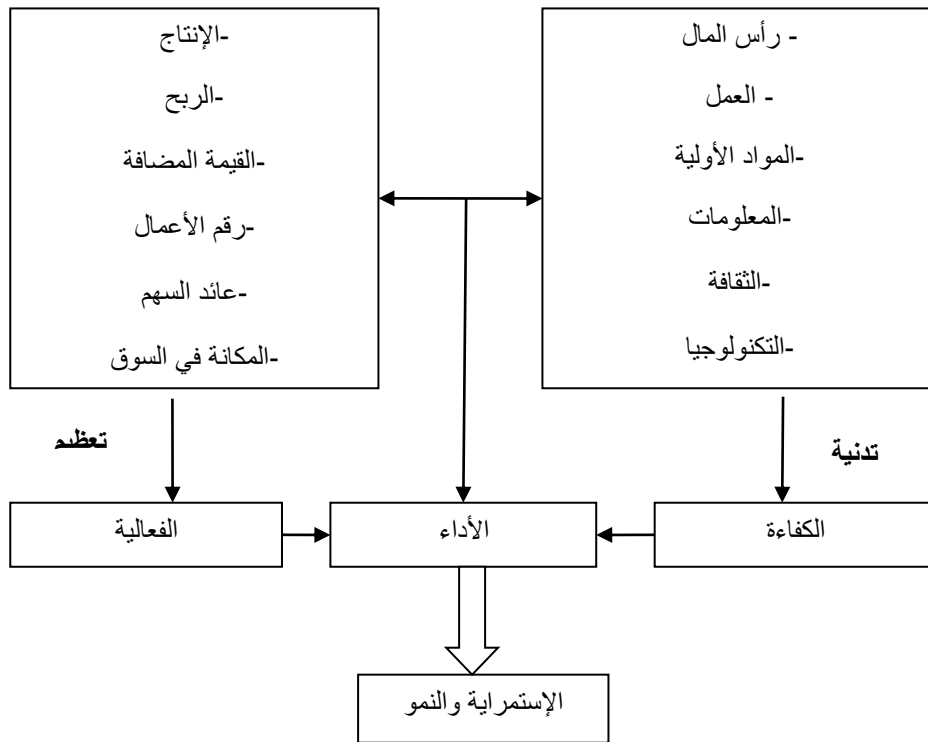 - رأس المال
- العمل
-المواد الأولية
-المعلومات
-الثقافة
-التكنولوجيا
-الإنتاج
-الربح
-القيمة المضافة
-رقم الأعمال
-عائد السهم
-المكانة في السوق
تدنية
تعظيم
الكفاءة
الأداء
الفعالية
الإستمراية والنمو